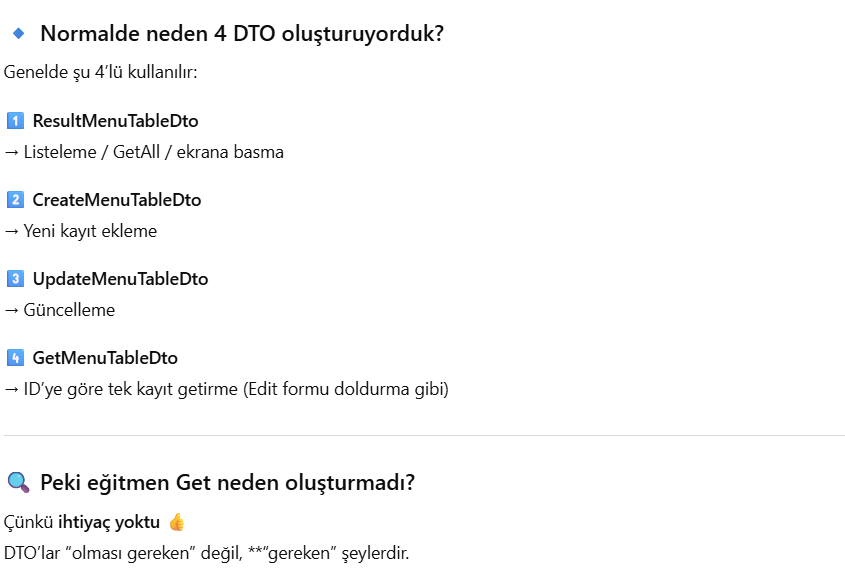 🔹 Normalde neden 4 DTO oluşturuyorduk?
Genelde şu 4’lü kullanılır:
1️⃣ ResultMenuTableDto
→ Listeleme / GetAll / ekrana basma
2️⃣ CreateMenuTableDto
→ Yeni kayıt ekleme
3️⃣ UpdateMenuTableDto
→ Güncelleme
4️⃣ GetMenuTableDto
→ ID’ye göre tek kayıt getirme (Edit formu doldurma gibi)
🔍 Peki eğitmen Get neden oluşturmadı?
Çünkü ihtiyaç yoktu 👍
DTO’lar “olması gereken” değil, **“gereken” şeylerdir.